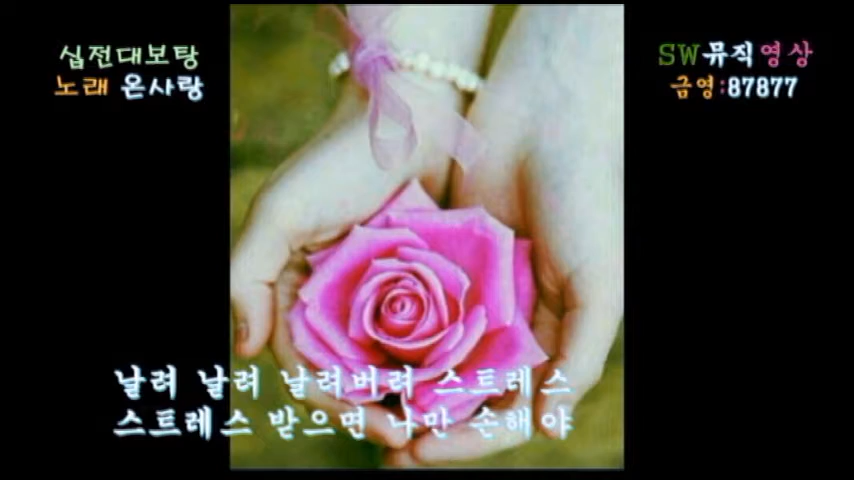 십전대보탕
노래 온사랑
SW뮤직영상
금영:87877
날려 날려 날려버려 스트레스
스트레스 받으면 나만 손해야